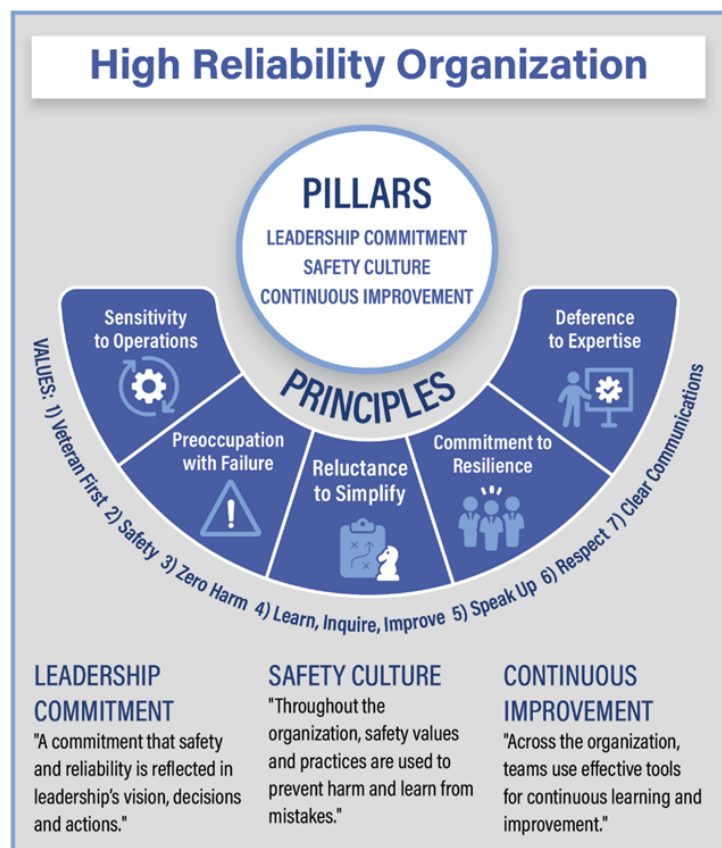 High Reliability Organization
PILLARS
LEADERSHIP COMMITMENT
SAFETY CULTURE
CONTINUOUS IMPROVEMENT
PRINCIPLES
Sensitivity
to Operations
Preoccupation
with Failure
Reluctance
to Simplify
Commitment to
Resilience
Deference
to Expertise
VALUES: 1) Veteran First 2) Safety 3) Zero Harm 4) Learn, Inquire, Improve 5) Speak Up 6) Respect 7) Clear Communications
LEADERSHIP
COMMITMENT
"A commitment that safety
and reliability is reflected in
leadership's vision, decisions
and actions."
SAFETY CULTURE
"Throughout the
organization, safety values
and practices are used to
prevent harm and learn from
mistakes."
CONTINUOUS
IMPROVEMENT
"Across the organization,
teams use effective tools
for continuous learning and
improvement."